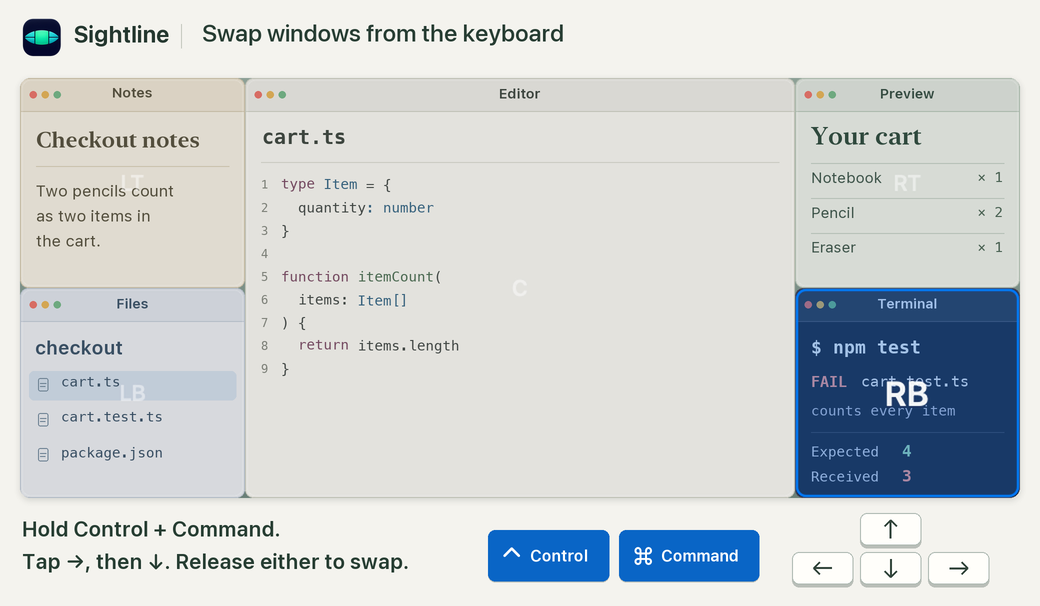 Sightline
Swap windows from the keyboard
Notes
Checkout notes
LT
Two pencils count
as two items in
the cart.
Files
checkout
cart.ts
LB
cart.test.ts
package.json
Editor
cart.ts
1 type Item = {
2 quantity: number
3 }
4
5 function itemCount(
6 items: Item[]
7 ) {
8 return items.length
9 }
C
Preview
Your cart
Notebook × 1
RT
Pencil × 2
Eraser × 1
Terminal
$ npm test
FAIL cart.test.ts
RB
counts every item
Expected 4
Received 3
Hold Control + Command.
Tap →, then ↓. Release either to swap.
⌃ Control
⌘ Command
↑
← ↓ →